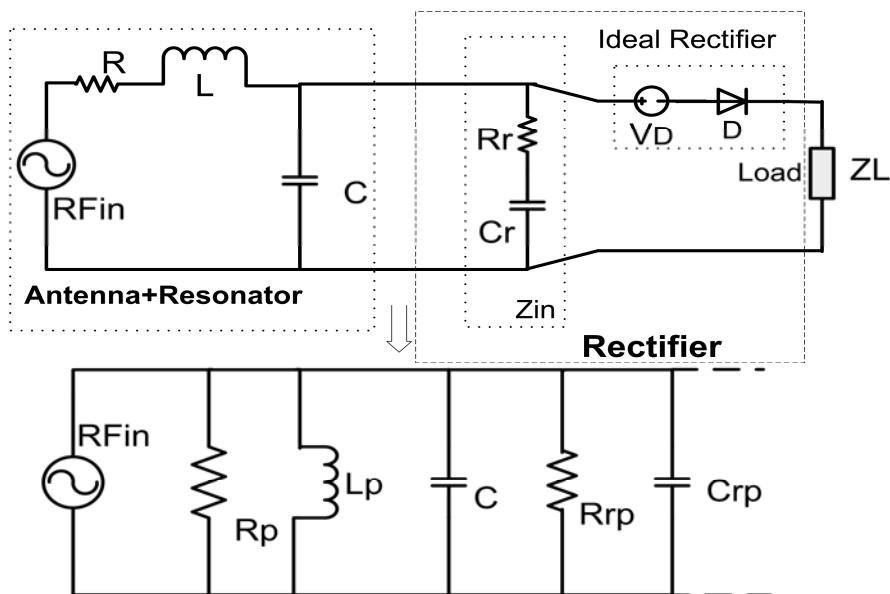 Ideal Rectifier
R
L
VD
D
Rr
Load
ZL
C
RFin
Cr
Antenna+Resonator
Zin
Rectifier
RFin
Lp
C
Crp
Rp
Rrp